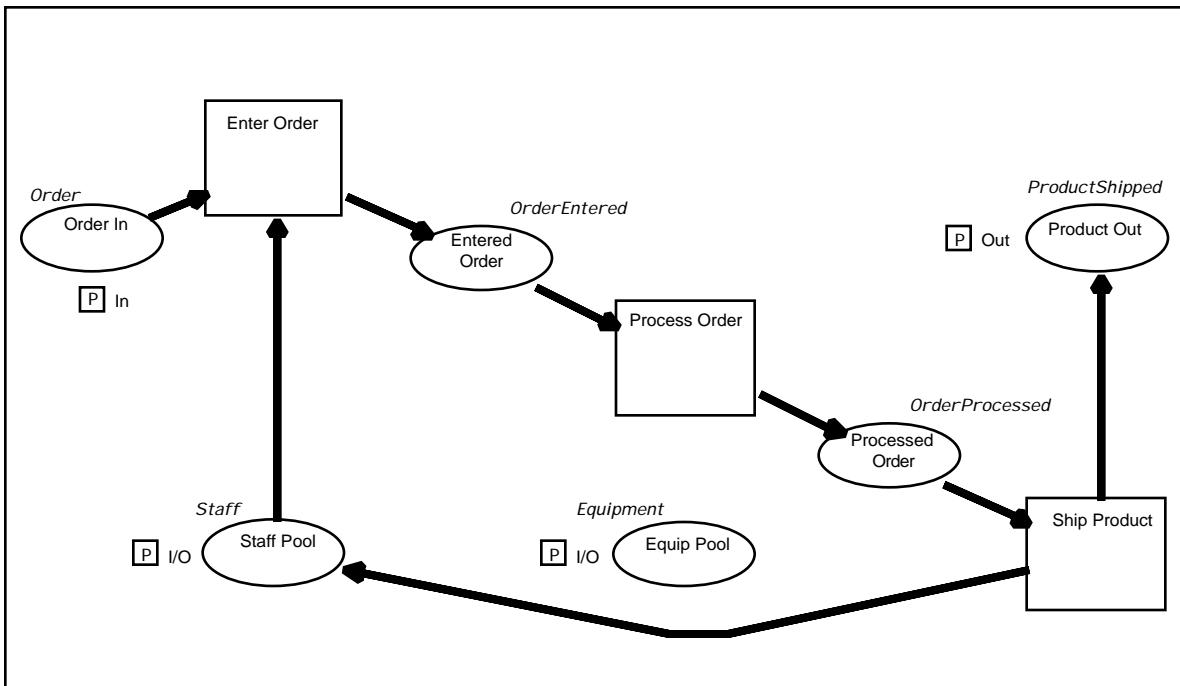 Enter Order
Order
Order In
P In
OrderEntered
Entered
Order
ProductShipped
P Out
Product Out
Process Order
OrderProcessed
Processed
Order
Staff
P I/O
Staff Pool
Equipment
P I/O
Equip Pool
Ship Product